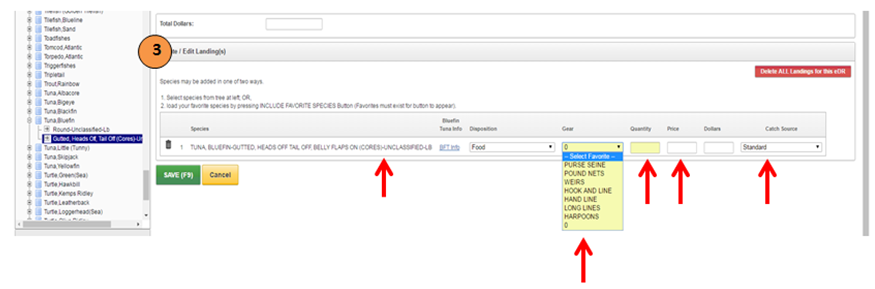 Tilefish,Blueline
Tilefish,Sand
Toadfishes
Tomcod,Atlantic
Torpedo,Atlantic
Triggerfishes
Tripletail
Trout,Rainbow
Tuna,Albacore
Tuna,Bigeye
Tuna,Blackfin
Tuna,Bluefin
Round-Unclassified-Lb
Gutted, Heads Off, Tail Off (Cores)-Un
Tuna,Little (Tunny)
Tuna,Skipjack
Tuna,Yellowfin
Turtle,Green(Sea)
Turtle,Hawkbill
Turtle,Kemps Ridley
Turtle,Leatherback
Turtle,Loggerhead(Sea)
Total Dollars:
3
/ Edit Landing(s)
Delete ALL Landings for this eDR
Species may be added in one of two ways.
1. Select species from tree at left; OR,
2. load your favorite species by pressing INCLUDE FAVORITE SPECIES Button (Favorites must exist for button to appear).
Species
Bluefin
Tuna Info
Disposition
Gear
Quantity
Price
Dollars
Catch Source
1 TUNA, BLUEFIN-GUTTED, HEADS OFF TAIL OFF, BELLY FLAPS ON (CORES)-UNCLASSIFIED-LB BFT Info Food 0 Standard
-- Select Favorite --
PURSE SEINE
POUND NETS
WEIRS
HOOK AND LINE
HAND LINE
LONG LINES
HARPOONS
0
SAVE (F9) Cancel